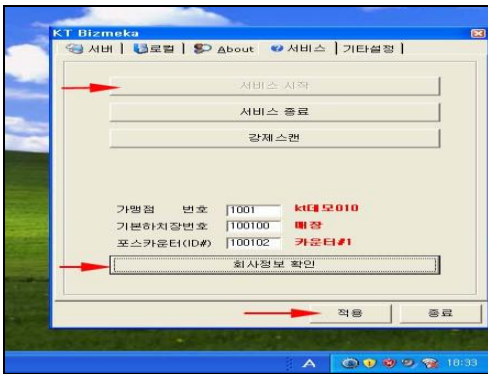 KT Bizmeka
서버 로컬 About 서비스 기타설정
서비스 시작
서비스 종료
강제스캔
가맹점 번호 1001 kt데모010
기본하치장번호 100100 매장
포스카운터(ID#) 100102 카운터#1
회사정보 확인
적용 종료
A 18:33